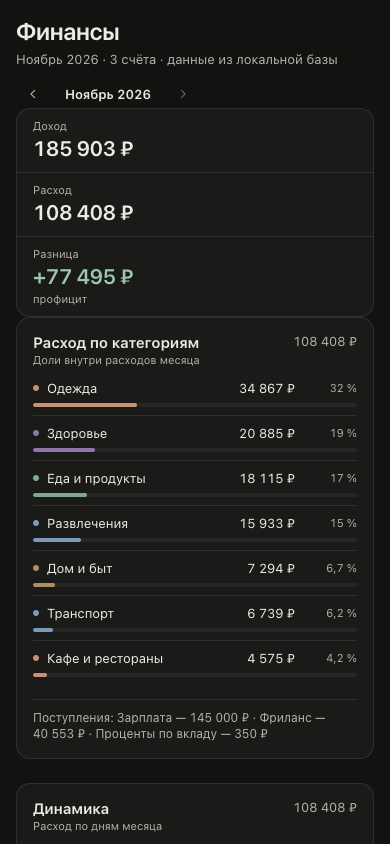 Финансы
Ноябрь 2026 · 3 счёта · данные из локальной базы
Ноябрь 2026
Доход
185 903 ₽
Расход
108 408 ₽
Разница
+77 495 ₽
профицит
Расход по категориям 108 408 ₽
Доли внутри расходов месяца
Одежда 34 867 ₽ 32 %
Здоровье 20 885 ₽ 19 %
Еда и продукты 18 115 ₽ 17 %
Развлечения 15 933 ₽ 15 %
Дом и быт 7 294 ₽ 6,7 %
Транспорт 6 739 ₽ 6,2 %
Кафе и рестораны 4 575 ₽ 4,2 %
Поступления: Зарплата — 145 000 ₽ · Фриланс —
40 553 ₽ · Проценты по вкладу — 350 ₽
Динамика 108 408 ₽
Расход по дням месяца